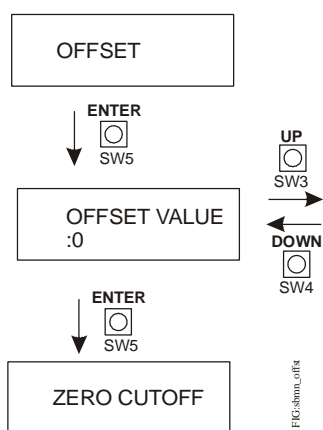 OFFSET
ENTER
SW5
UP
SW3
OFFSET VALUE
:0
DOWN
SW4
ENTER
SW5
ZERO CUTOFF
FIG:sbmn_offst